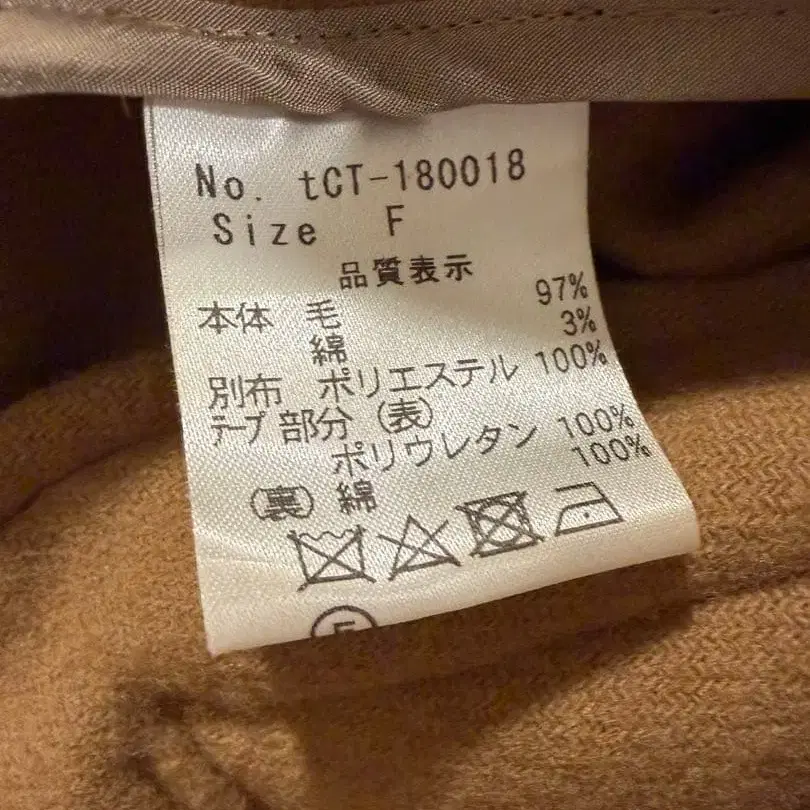 No. tCT-180018
Size F
品質表示
本体 毛 97%
綿 3%
別布 ポリエステル 100%
テープ部分(表)
ポリウレタン 100%
(裏)綿 100%